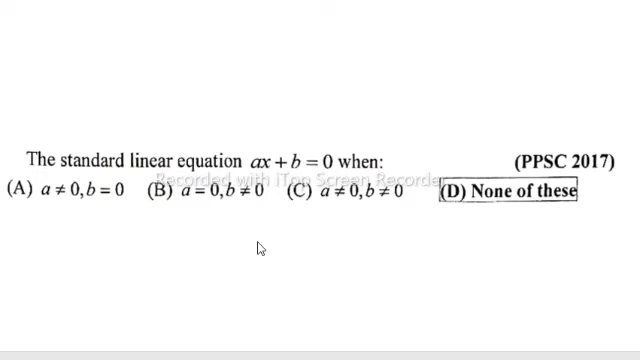 The standard linear equation ax + b = 0 when: (PPSC 2017)
Recorded with iTop Screen Recorder
(A) a ≠ 0, b = 0 (B) a = 0, b ≠ 0 (C) a ≠ 0, b ≠ 0 (D) None of these